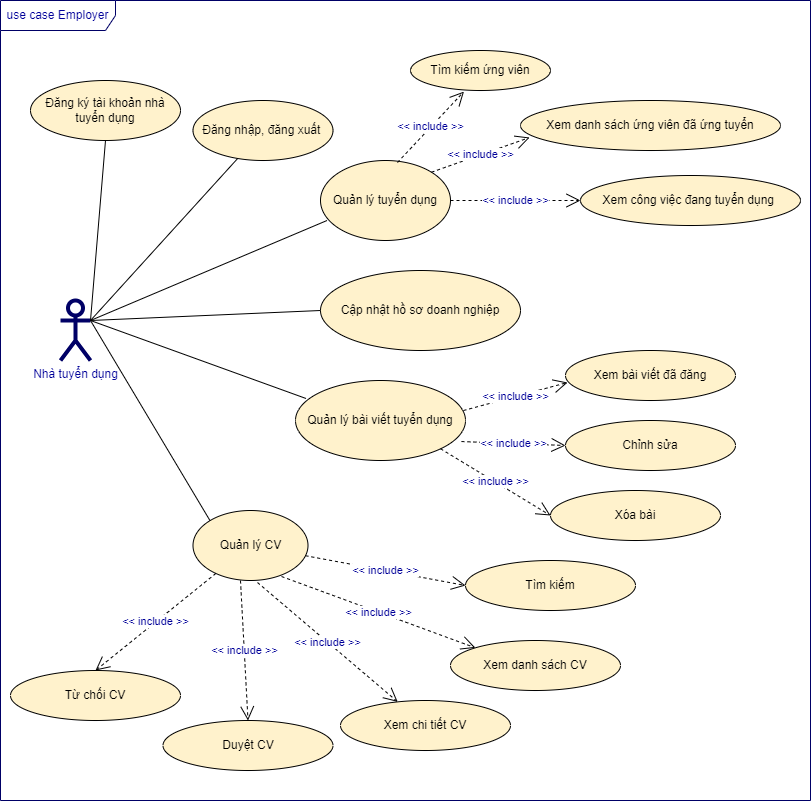 use case Employer
Đăng ký tài khoản nhà
tuyển dụng
Đăng nhập, đăng xuất
Tìm kiếm ứng viên
<< include >>
Xem danh sách ứng viên đã ứng tuyển
<< include >>
Quản lý tuyển dụng
<< include >>
Xem công việc đang tuyển dụng
Cập nhật hồ sơ doanh nghiệp
Nhà tuyển dụng
Xem bài viết đã đăng
<< include >>
Quản lý bài viết tuyển dụng
<< include >>
Chỉnh sửa
<< include >>
Xóa bài
Quản lý CV
<< include >>
Tìm kiếm
<< include >>
<< include >>
<< include >>
<< include >>
Xem danh sách CV
Từ chối CV
Xem chi tiết CV
Duyệt CV